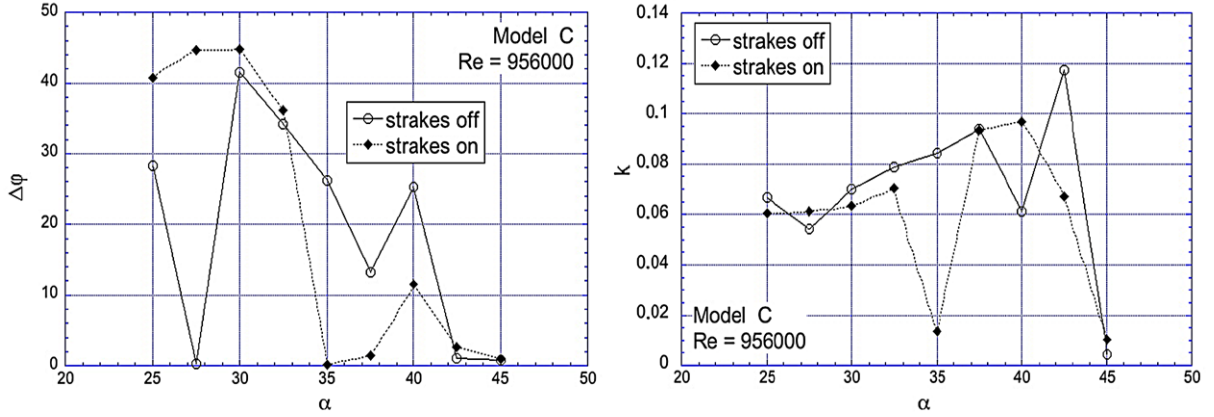 50
40
30
20
10
0
Δφ
Model C
Re = 956000
strakes off
strakes on
20 25 30 35 40 45 50
α
0.14
0.12
0.1
0.08
0.06
0.04
0.02
0
k
strakes off
strakes on
Model C
Re = 956000
20 25 30 35 40 45 50
α